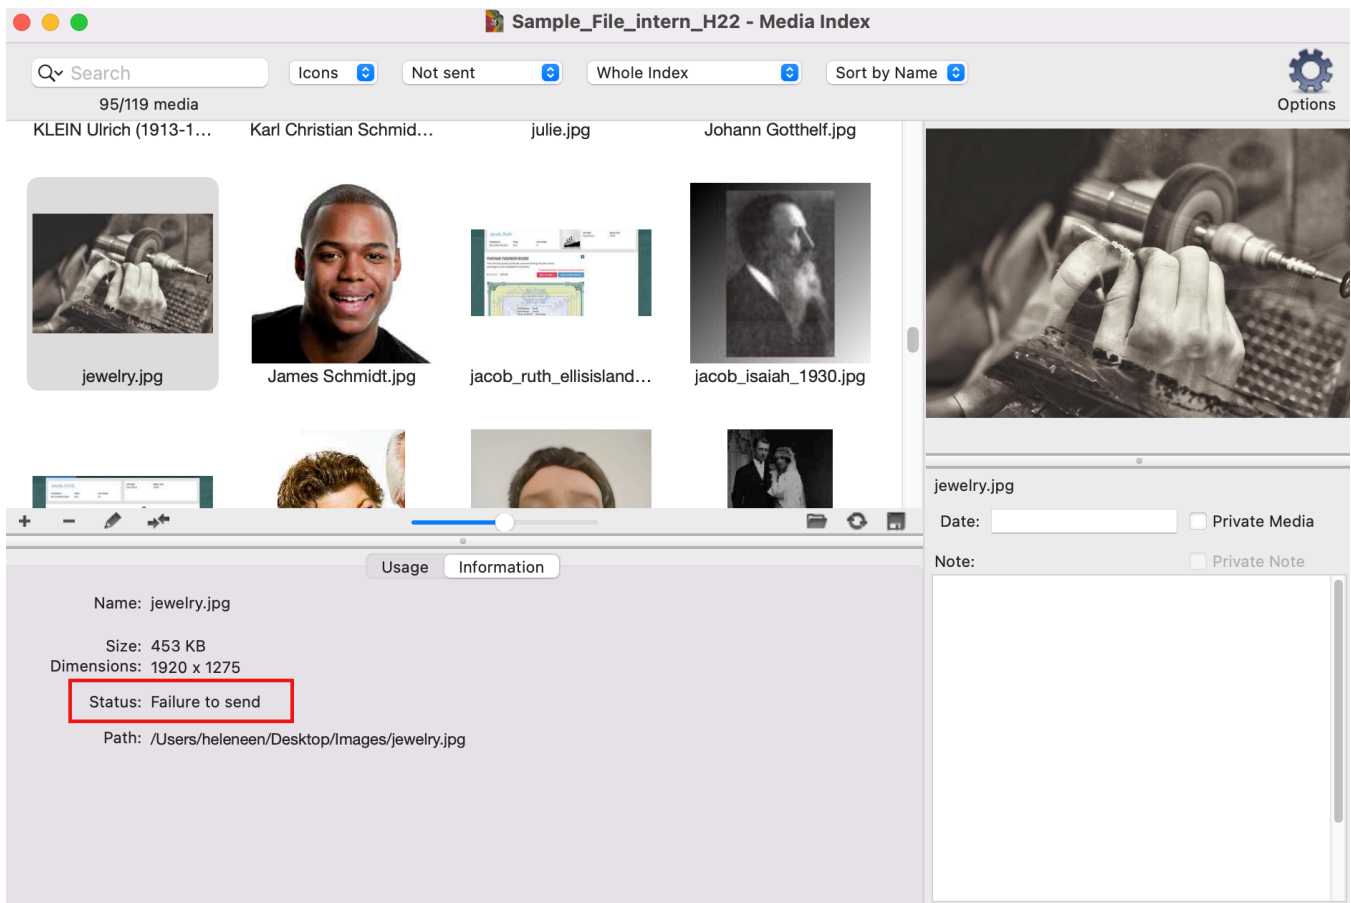 Sample_File_intern_H22 - Media Index
Search
Icons
Not sent
Whole Index
Sort by Name
95/119 media
Options
KLEIN Ulrich (1913-1...
Karl Christian Schmid...
julie.jpg
Johann Gotthelf.jpg
jewelry.jpg
James Schmidt.jpg
jacob_ruth_ellisisland...
jacob_isaiah_1930.jpg
Usage
Information
Name: jewelry.jpg
Size: 453 KB
Dimensions: 1920 x 1275
Status: Failure to send
Path: /Users/heleneen/Desktop/Images/jewelry.jpg
jewelry.jpg
Date:
Private Media
Note:
Private Note